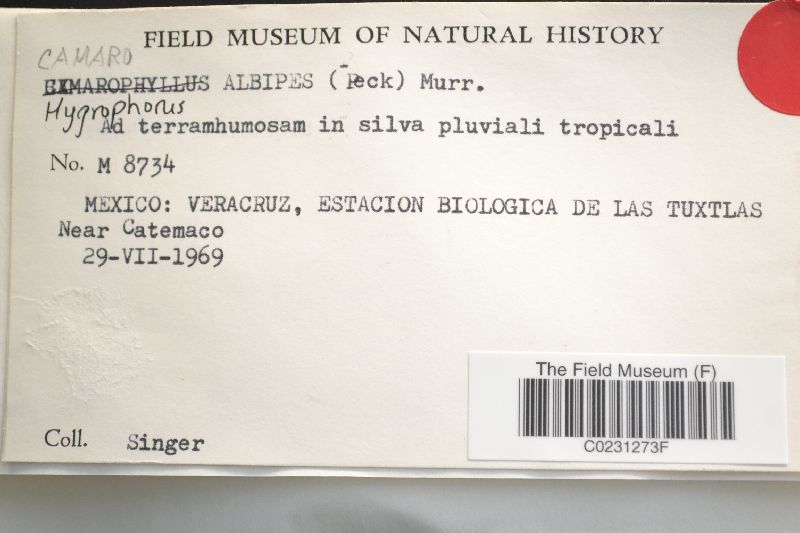 FIELD MUSEUM OF NATURAL HISTORY
CAMARO
CIMAROPHYLLUS ALBIPES (Peck) Murr.
Hygrophorus
Ad terramhumosam in silva pluviali tropicali
No. M 8734
MEXICO: VERACRUZ, ESTACION BIOLOGICA DE LAS TUXTLAS
Near Catemaco
29-VII-1969
Coll. Singer
The Field Museum (F)
C0231273F